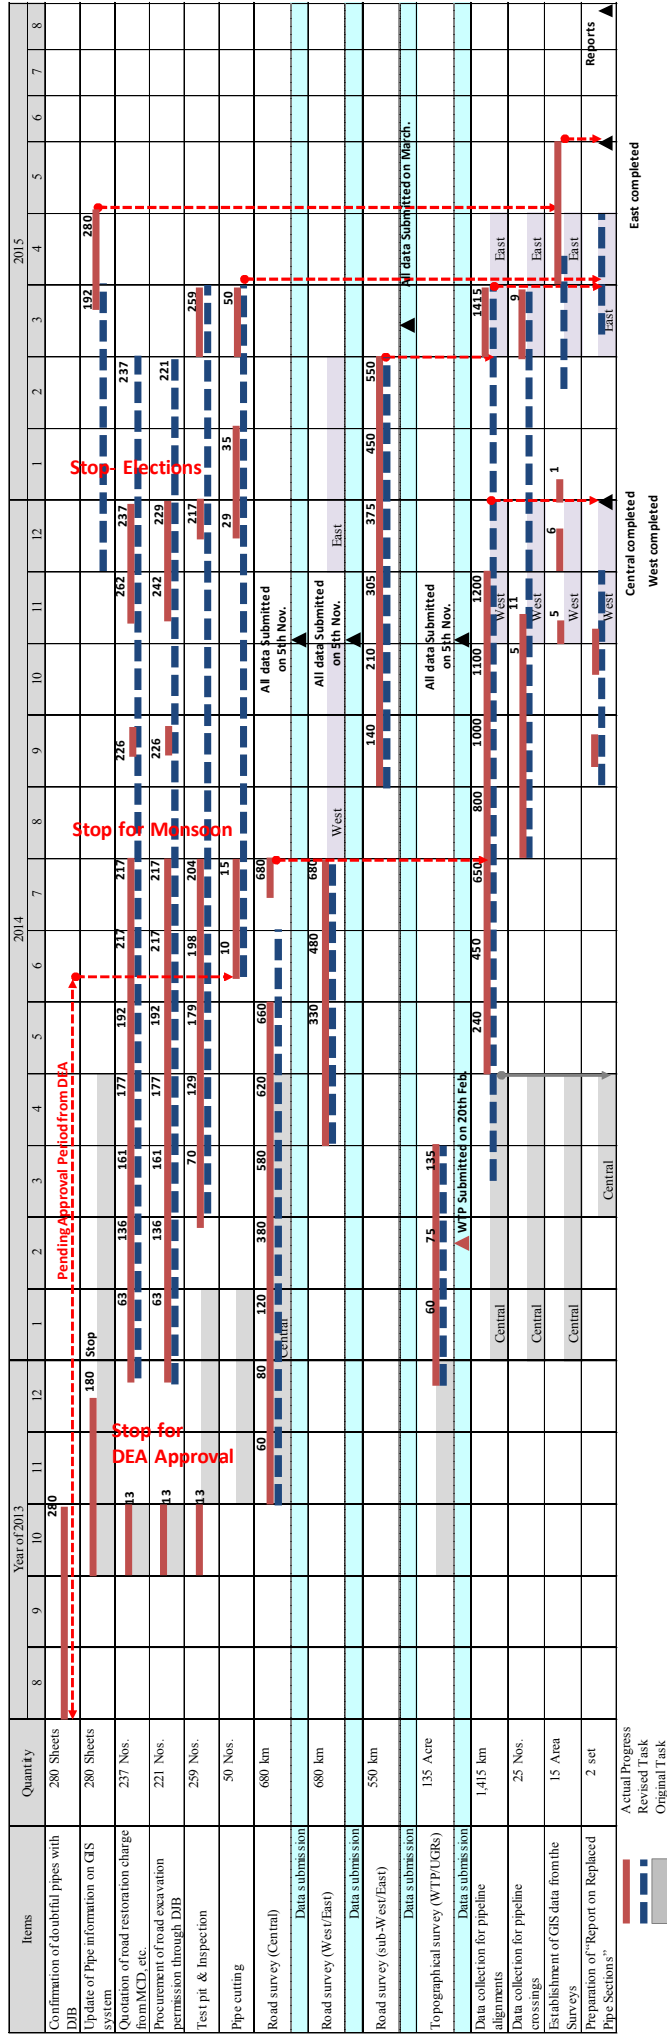 Items
Quantity
Year of 2013
2014
2015
8
9
10
11
12
1
2
3
4
5
6
7
8
9
10
11
12
1
2
3
4
5
6
7
8
Confirmation of doubtful pipes with
DJB
280 Sheets
280
Pending Approval Period from DEA
Update of Pipe information on GIS
system
280 Sheets
180
Stop
192
280
Quotation of road restoration charge
from MCD, etc.
237 Nos.
13
63
136
161
177
192
217
217
226
262
237
237
Stop for
DEA Approval
Stop for Monsoon
Stop- Elections
Procurement of road excavation
permission through DJB
221 Nos.
13
63
136
161
177
192
217
217
226
242
229
221
Test pit & Inspection
259 Nos.
13
70
129
179
198
204
217
259
Pipe cutting
50 Nos.
10
15
29
35
50
Road survey (Central)
680 km
60
80
120
380
580
620
660
680
Central
All data Submitted
on 5th Nov.
Data submission
Road survey (West/East)
680 km
330
480
680
West
East
All data Submitted
on 5th Nov.
Data submission
Road survey (sub-West/East)
550 km
140
210
305
375
450
550
All data Submitted on March.
Data submission
Topographical survey (WTP/UGRs)
135 Acre
60
75
135
All data Submitted
on 5th Nov.
Data submission
WTP Submitted on 20th Feb.
Data collection for pipeline
alignments
1,415 km
240
450
650
800
1000
1100
1200
1415
Central
West
East
Data collection for pipeline
crossings
25 Nos.
5
11
9
Central
West
East
Establishment of GIS data from the
Surveys
15 Area
5
6
1
Central
West
East
Preparation of "Report on Replaced
Pipe Sections"
2 set
Central
West
East
Reports
Central completed
West completed
East completed
Actual Progress
Revised Task
Original Task